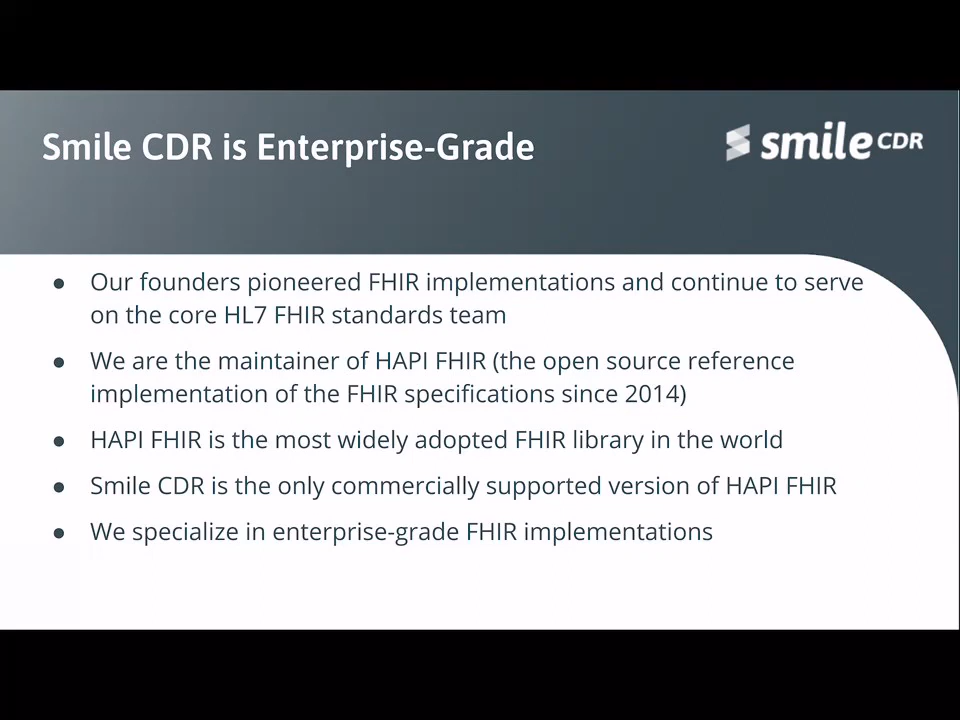 Smile CDR is Enterprise-Grade
smile CDR
● Our founders pioneered FHIR implementations and continue to serve
on the core HL7 FHIR standards team
● We are the maintainer of HAPI FHIR (the open source reference
implementation of the FHIR specifications since 2014)
● HAPI FHIR is the most widely adopted FHIR library in the world
● Smile CDR is the only commercially supported version of HAPI FHIR
● We specialize in enterprise-grade FHIR implementations